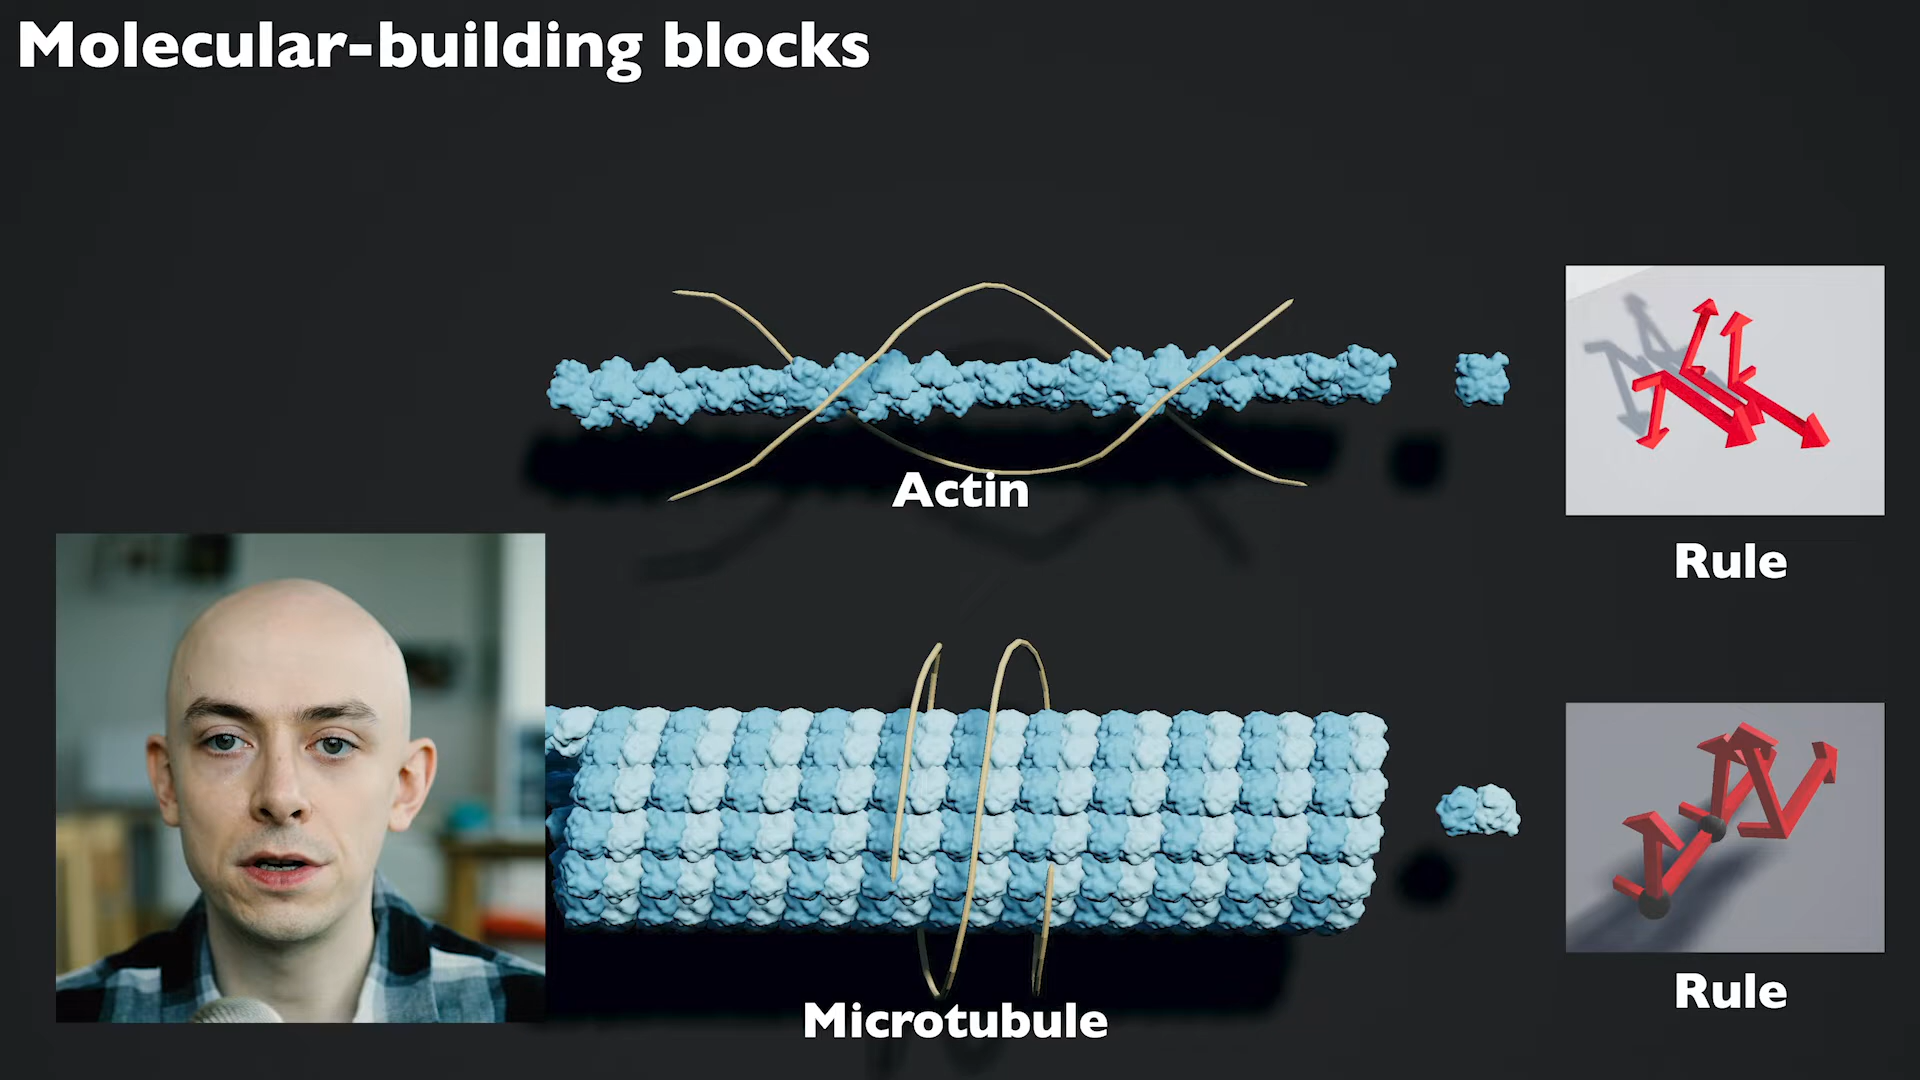 Molecular-building blocks
Actin
Rule
Microtubule
Rule